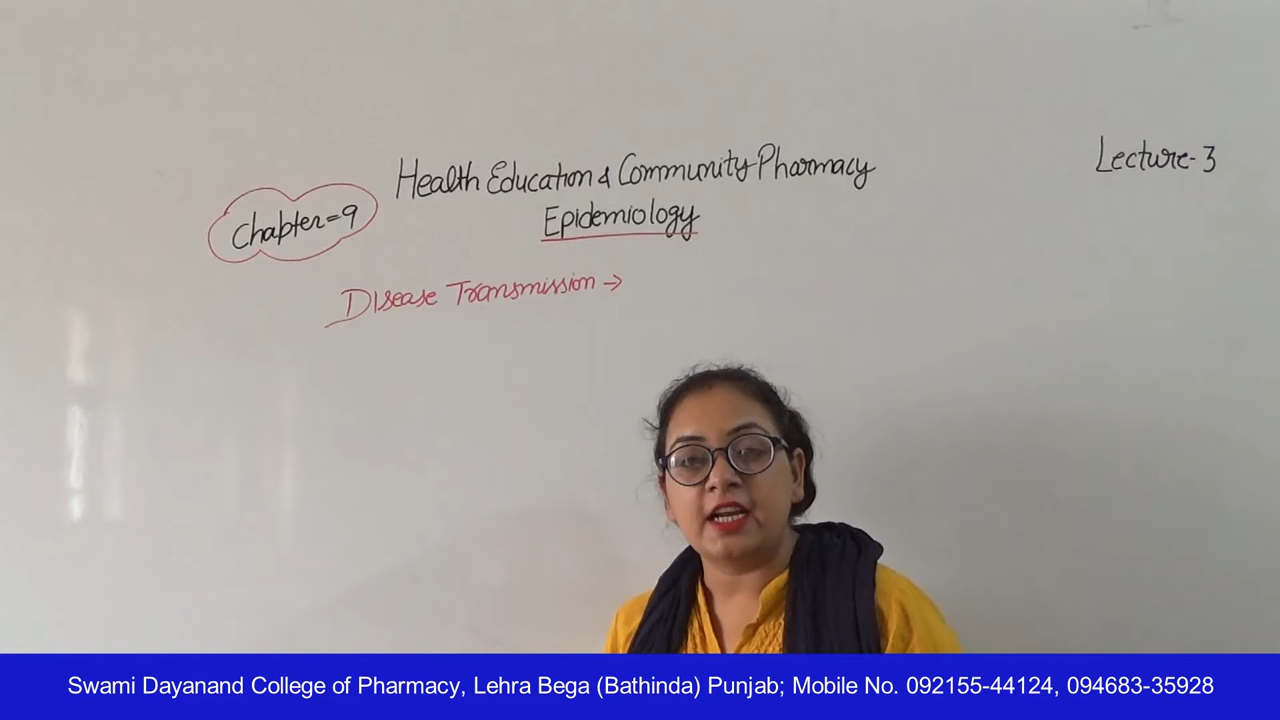 Lecture-3
Health Education & Community Pharmacy
Chapter=9
Epidemiology
Disease Transmission →
Swami Dayanand College of Pharmacy, Lehra Bega (Bathinda) Punjab; Mobile No. 092155-44124, 094683-35928